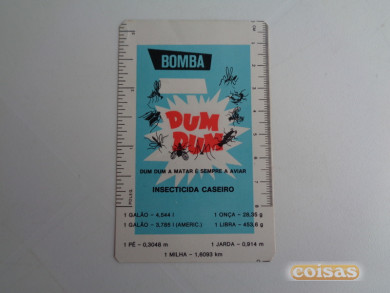 BOMBA
DUM
DUM
DUM DUM A MATAR É SEMPRE A AVIAR
INSECTICIDA CASEIRO
1 GALÃO – 4,544 l 1 ONÇA – 28,35 g
1 GALÃO – 3,785 l (AMERIC.) 1 LIBRA – 453,6 g
1 PÉ – 0,3048 m 1 JARDA – 0,914 m
1 MILHA – 1,6093 km
coisas